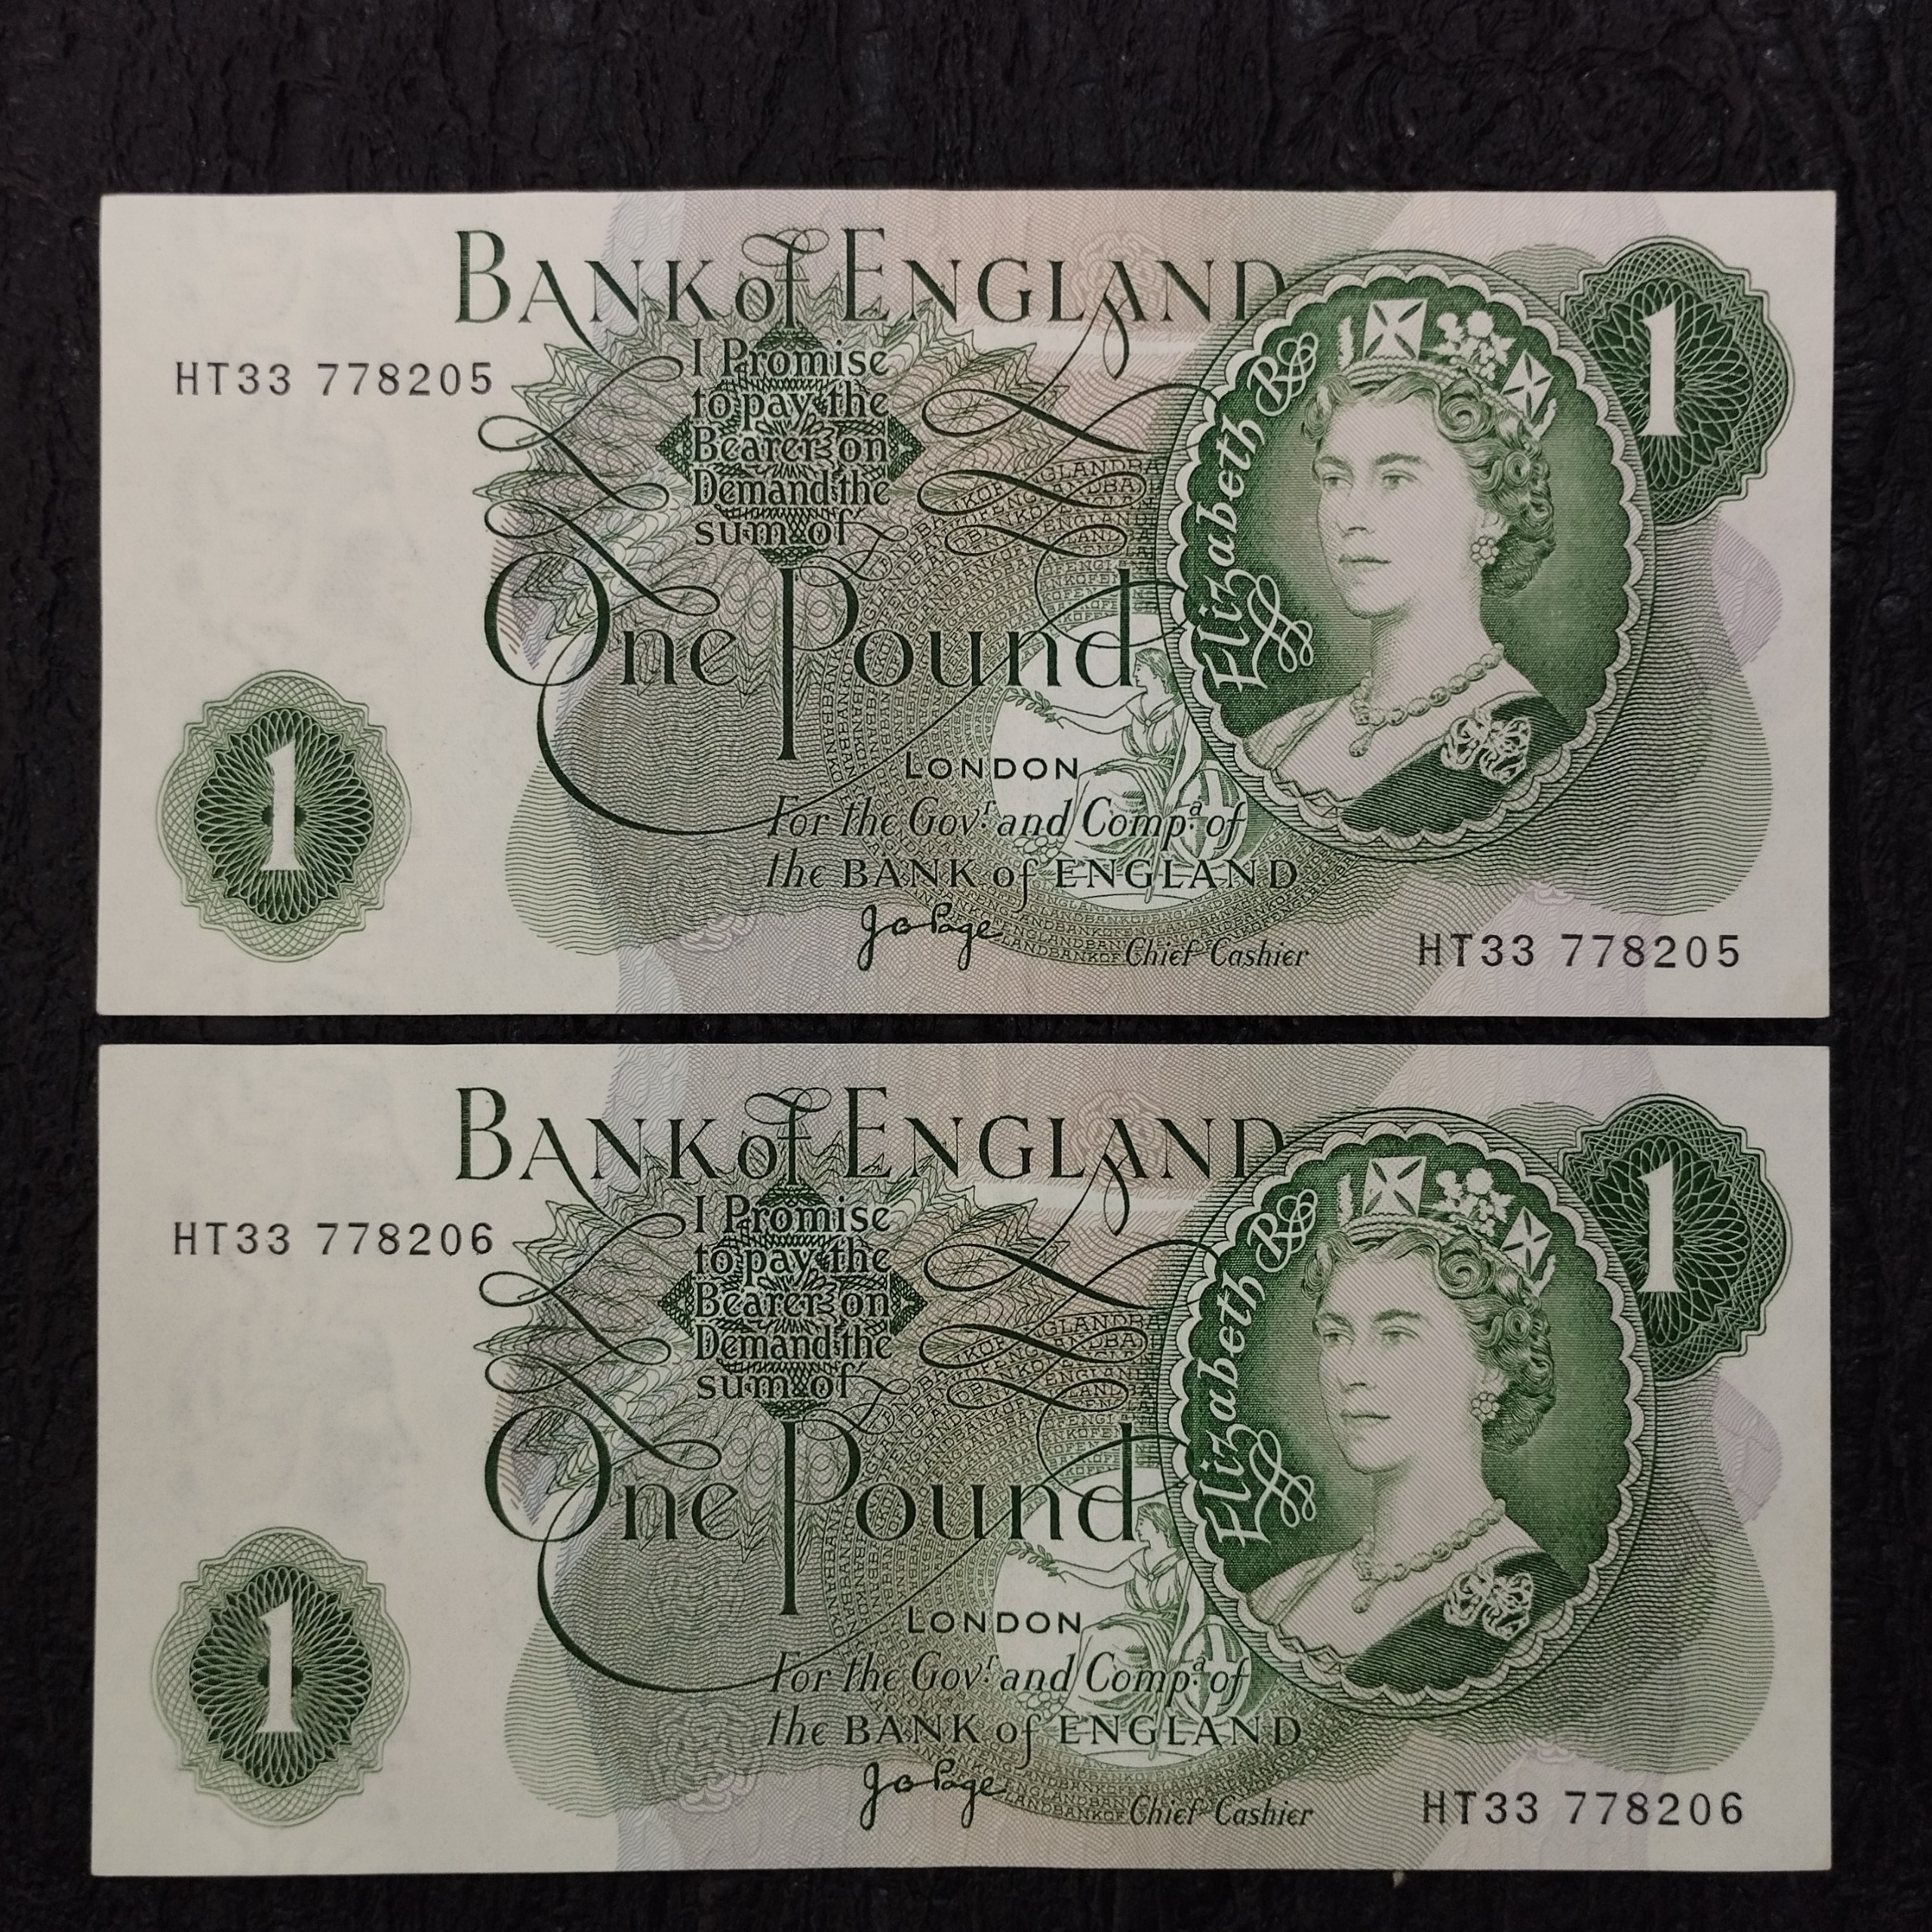 BANK of ENGLAND
HT33 778205
I Promise
to pay the
Bearer on
Demand the
sum of
One Pound
LONDON
For the Govr. and Compa. of
the BANK of ENGLAND
J B Page
Chief Cashier
HT33 778205
Elizabeth R
1
1
BANK of ENGLAND
HT33 778206
I Promise
to pay the
Bearer on
Demand the
sum of
One Pound
LONDON
For the Govr. and Compa. of
the BANK of ENGLAND
J B Page
Chief Cashier
HT33 778206
Elizabeth R
1
1